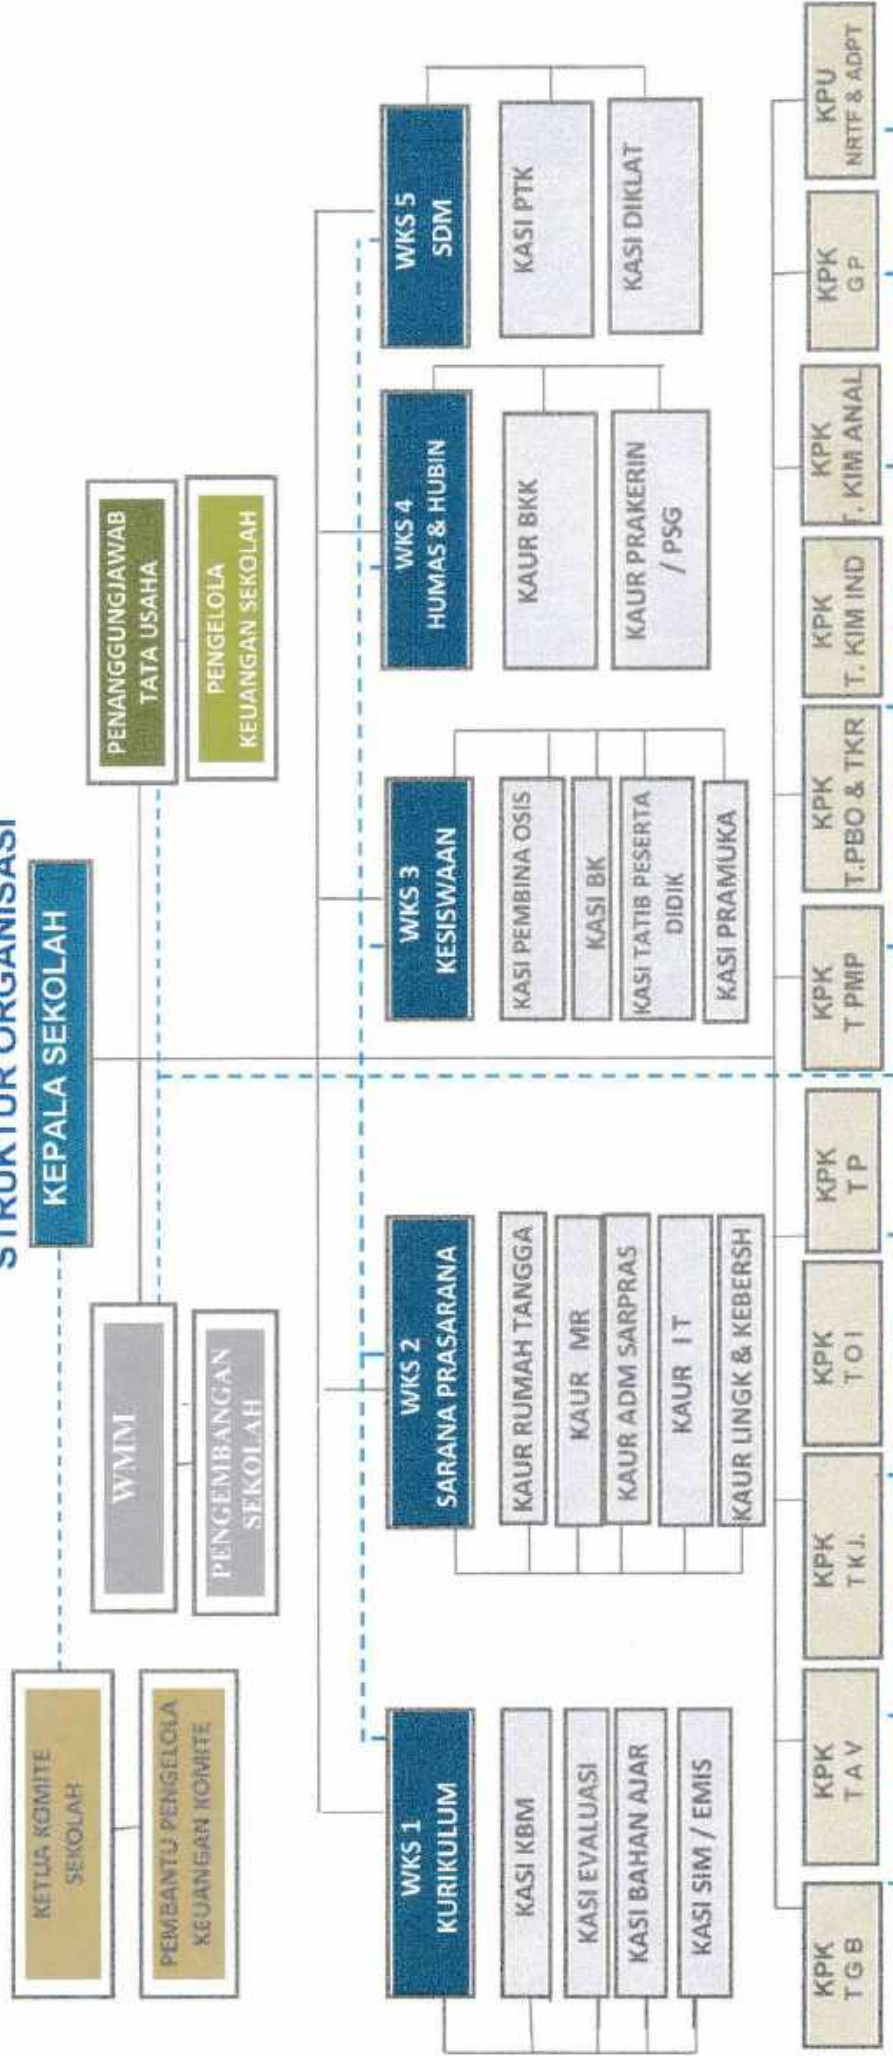 STRUKTUR ORGANISASI
KEPALA SEKOLAH
KETUA KOMITE
SEKOLAH
PEMBANTU PENGELOLA
KEUANGAN KOMITE
WMM
PENGEMBANGAN
SEKOLAH
PENANGGUNGJAWAB
TATA USAHA
PENGELOLA
KEUANGAN SEKOLAH
WKS 1
KURIKULUM
KASI KBM
KASI EVALUASI
KASI BAHAN AJAR
KASI SIM / EMIS
WKS 2
SARANA PRASARANA
KAUR RUMAH TANGGA
KAUR MR
KAUR ADM SARPRAS
KAUR I T
KAUR LINGK & KEBERSH
WKS 3
KESISWAAN
KASI PEMBINA OSIS
KASI BK
KASI TATIB PESERTA
DIDIK
KASI PRAMUKA
WKS 4
HUMAS & HUBIN
KAUR BKK
KAUR PRAKERIN
/ PSG
WKS 5
SDM
KASI PTK
KASI DIKLAT
KPK
TGB
KPK
T A V
KPK
T K J.
KPK
T O I
KPK
T P
KPK
T PMP
KPK
T.PBO & TKR
KPK
T. KIM IND
KPK
T. KIM ANAL
KPK
G P
KPU
NRTF & ADPT